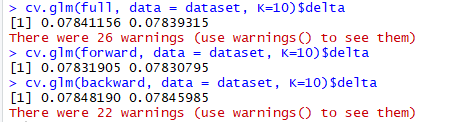 > cv.glm(full, data = dataset, K=10)$delta
[1] 0.07841156 0.07839315
There were 26 warnings (use warnings() to see them)
> cv.glm(forward, data = dataset, K=10)$delta
[1] 0.07831905 0.07830795
> cv.glm(backward, data = dataset, K=10)$delta
[1] 0.07848190 0.07845985
There were 22 warnings (use warnings() to see them)